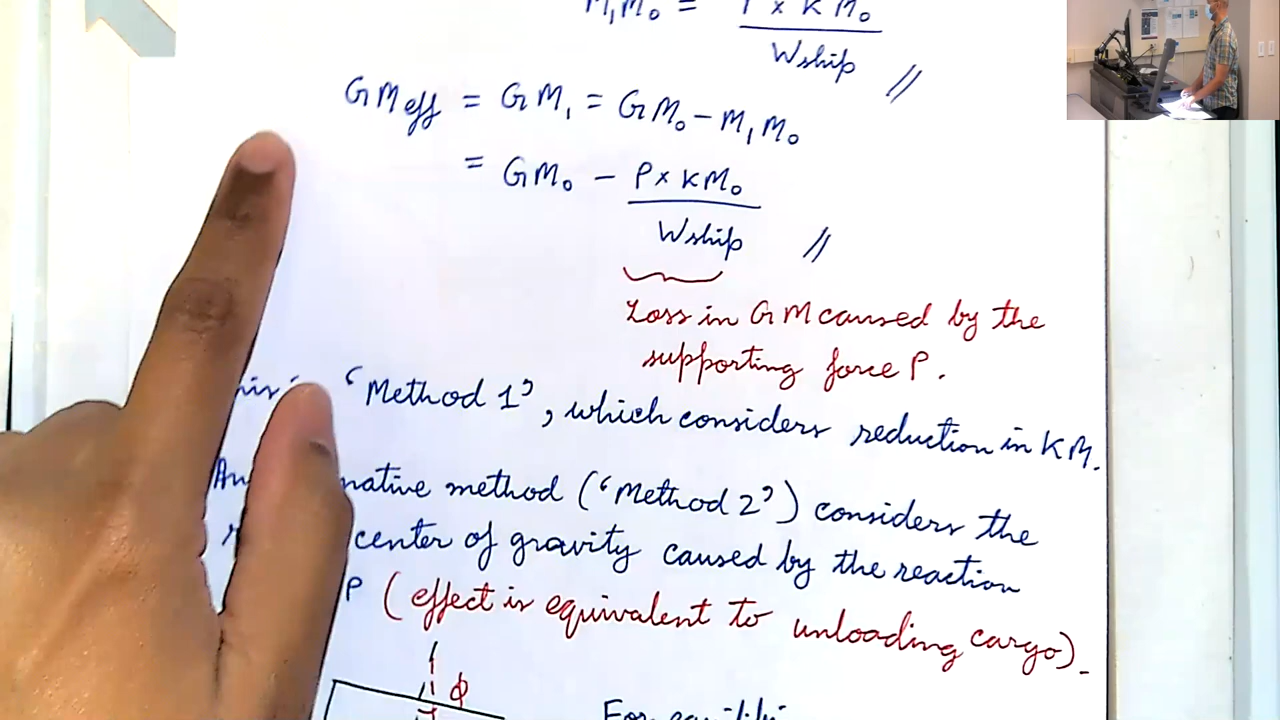 M₁M₀ = P × KM₀
Wship //
GMeff = GM₁ = GM₀ - M₁M₀
= GM₀ - P × KM₀
Wship //
Loss in GM caused by the
supporting force P.
'Method 1', which considers reduction in KM.
native method ('Method 2') considers the
center of gravity caused by the reaction
P (effect is equivalent to unloading cargo).
ϕ
For